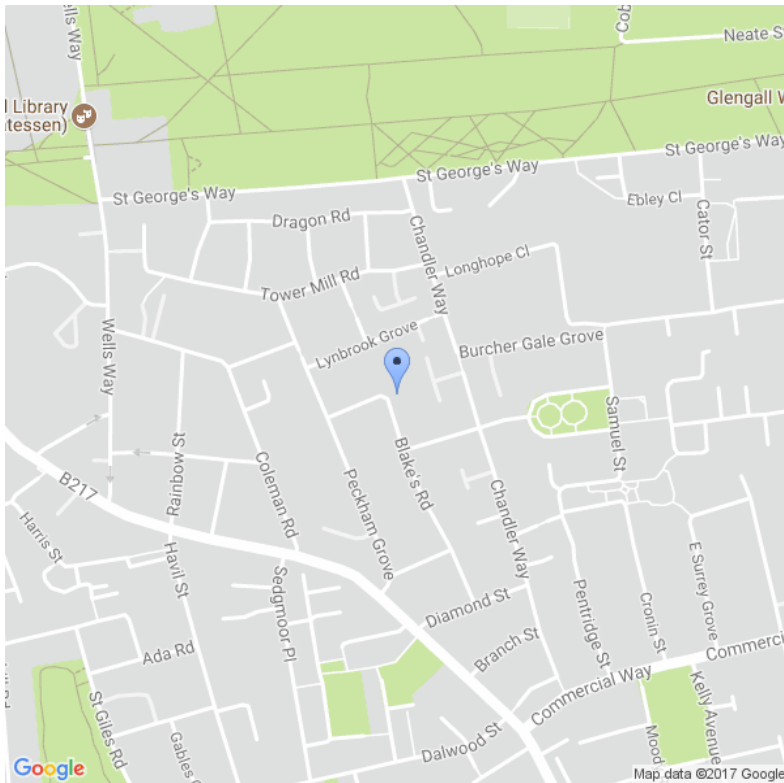 Wells Way
Cob
Neate S
l Library
ntessen)
Glengall W
St George's Way
St George's Way
St George's Way
Dragon Rd
Ebley Cl
Cator St
Chandler Way
Longhope Cl
Tower Mill Rd
Wells Way
Lynbrook Grove
Burcher Gale Grove
Samuel St
Rainbow St
Coleman Rd
Blake's Rd
Peckham Grove
B217
Chandler Way
Harris St
Havil St
Sedgmoor Pl
Diamond St
Pentridge St
Cronin St
E Surrey Grove
Ada Rd
Branch St
Commercial Way
Commerci
St Giles Rd
Gables C
Kelly Avenue
Mood
Dalwood St
Google
Map data ©2017 Google